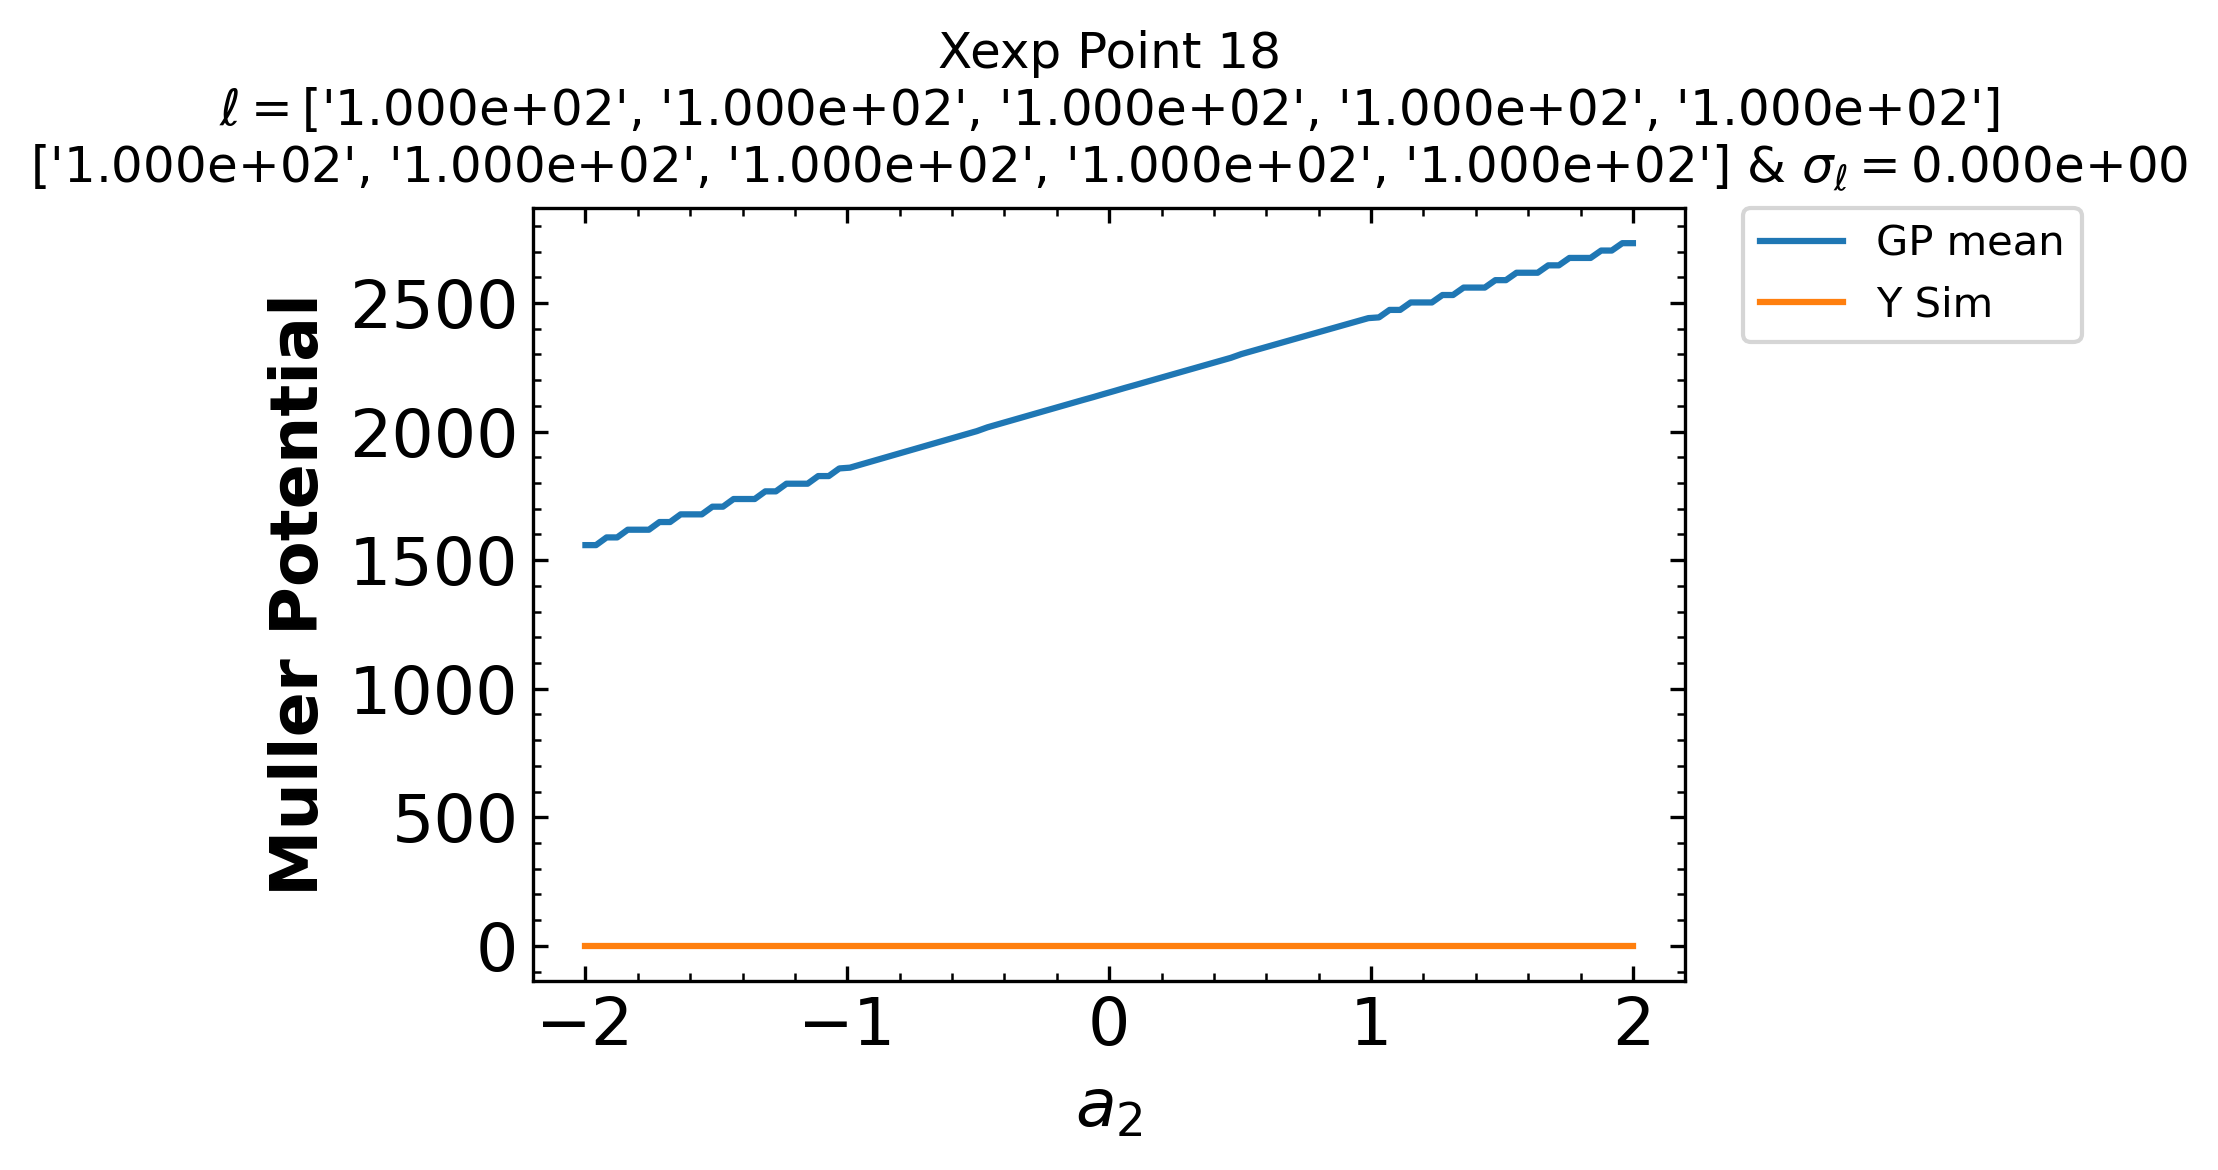 Xexp Point 18
ℓ = ['1.000e+02', '1.000e+02', '1.000e+02', '1.000e+02', '1.000e+02']
['1.000e+02', '1.000e+02', '1.000e+02', '1.000e+02', '1.000e+02'] & σℓ = 0.000e+00
GP mean
Y Sim
Muller Potential
2500
2000
1500
1000
500
0
−2 −1 0 1 2
a₂